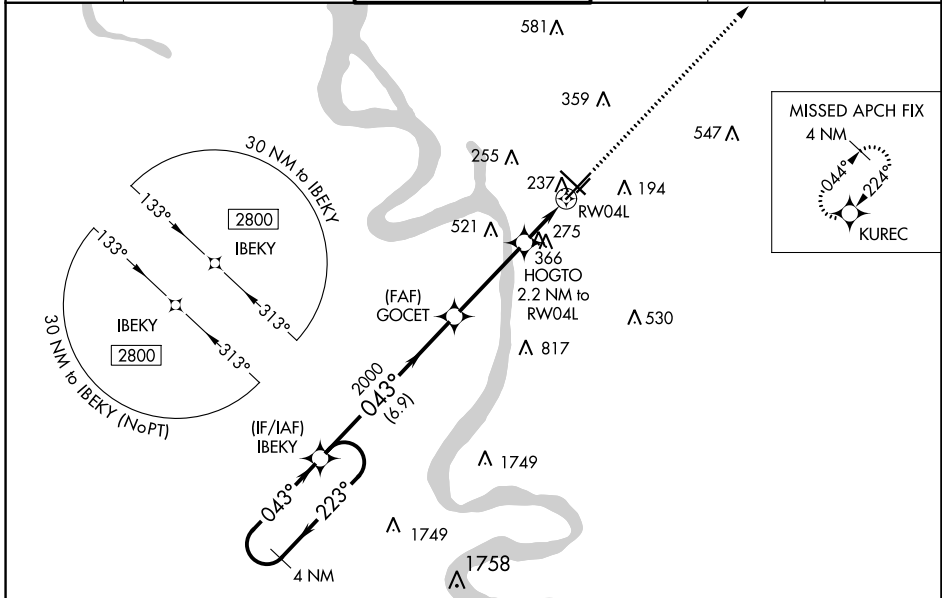 581
359
547
255
237
194
RW04L
521
275
366
HOGTO
2.2 NM to
RW04L
(FAF)
GOCET
530
817
2000
043°
(6.9)
(IF/IAF)
IBEKY
043°
223°
4 NM
1749
1749
1758
30 NM to IBEKY
133°
2800
IBEKY
313°
133°
IBEKY
2800
313°
30 NM to IBEKY (NoPT)
MISSED APCH FIX
4 NM
044°
224°
KUREC